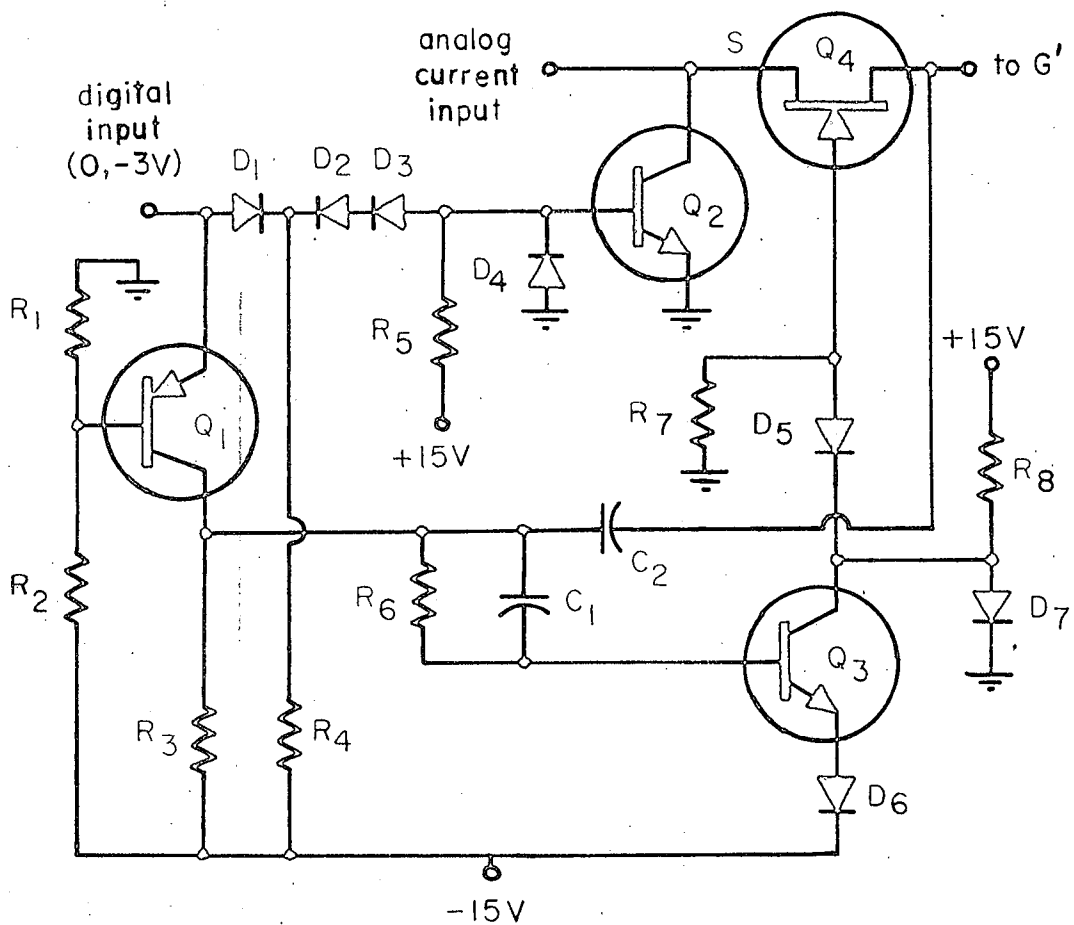 analog
current
input
S
Q4
to G'
digital
input
(0,-3V)
D1
D2
D3
Q2
D4
R1
R5
+15V
+15V
Q1
R7
D5
R8
R2
R6
C1
C2
D7
Q3
R3
R4
D6
-15V